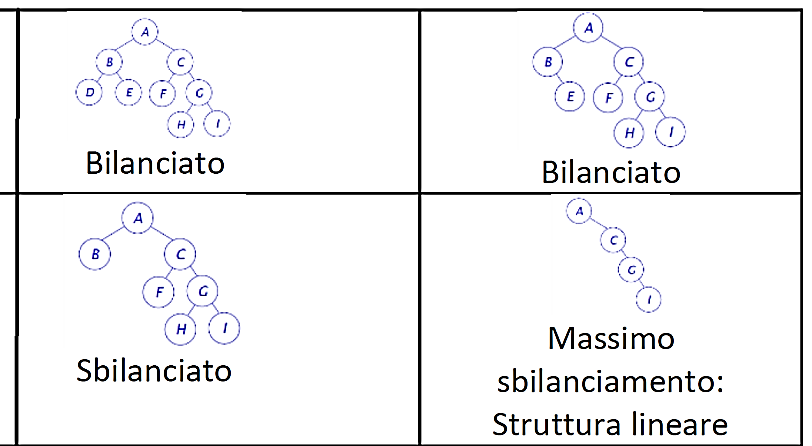 A
B C
D E F G
H I
Bilanciato
A
B C
E F G
H I
Bilanciato
A
B C
F G
H I
Sbilanciato
A
C
G
I
Massimo
sbilanciamento:
Struttura lineare